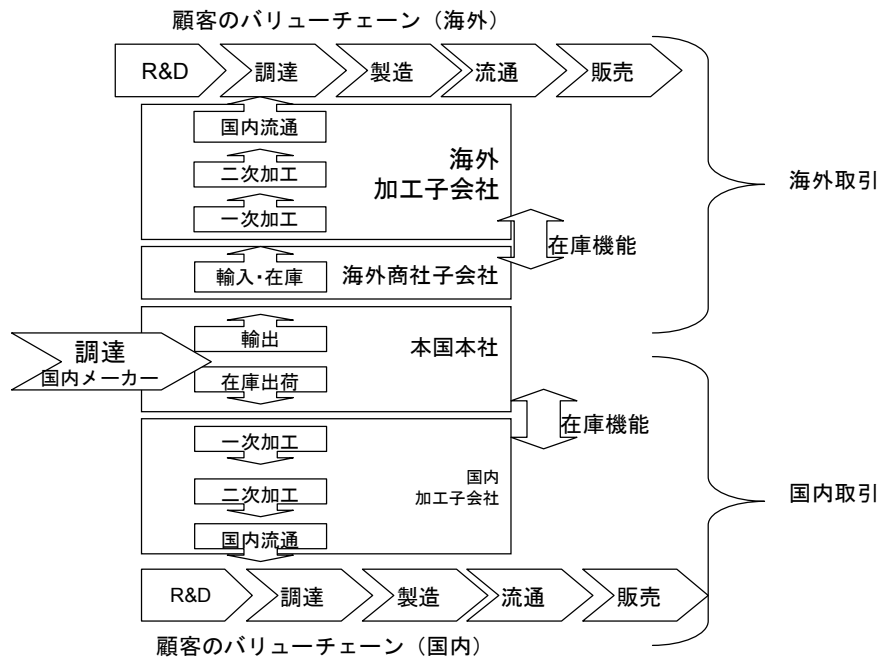 顧客のバリューチェーン（海外）
R&D
調達
製造
流通
販売
国内流通
二次加工
一次加工
海外
加工子会社
海外取引
在庫機能
輸入・在庫
海外商社子会社
輸出
本国本社
調達
国内メーカー
在庫出荷
在庫機能
一次加工
二次加工
国内流通
国内
加工子会社
国内取引
R&D
調達
製造
流通
販売
顧客のバリューチェーン（国内）